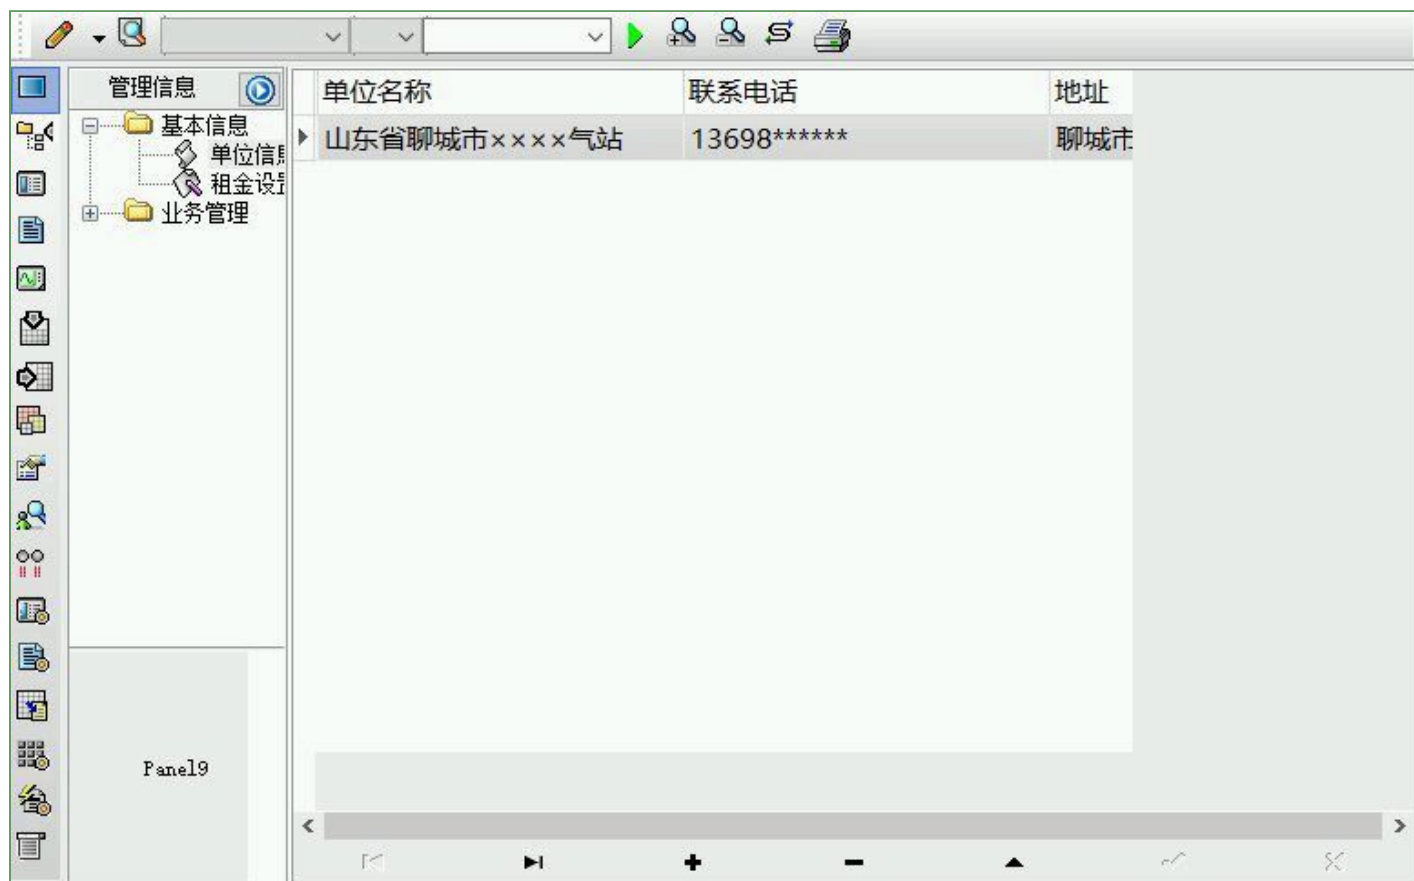 管理信息
基本信息
单位信息
租金设置
业务管理
单位名称 联系电话 地址
山东省聊城市××××气站 13698****** 聊城市
Panel9